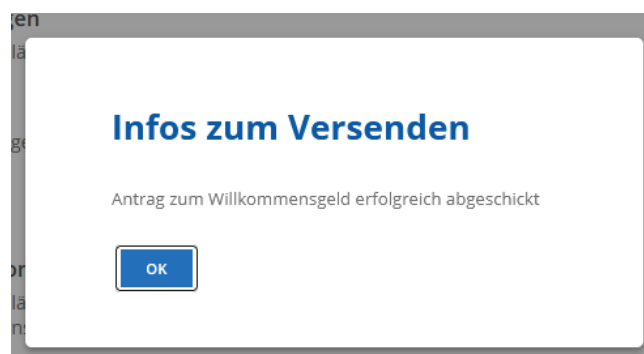 Infos zum Versenden
Antrag zum Willkommensgeld erfolgreich abgeschickt
OK